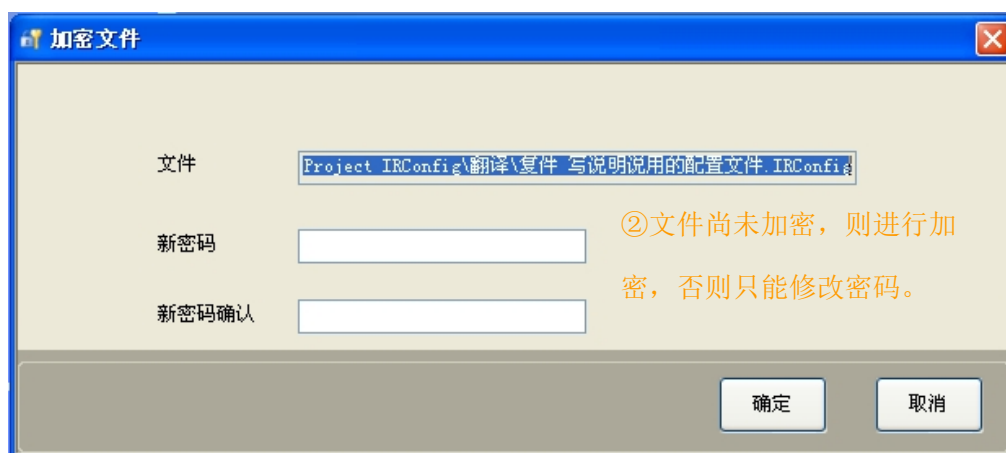 加密文件
文件
Project IRConfig\翻译\复件 写说明说用的配置文件.IRConfig
新密码
②文件尚未加密，则进行加
密，否则只能修改密码。
新密码确认
确定
取消